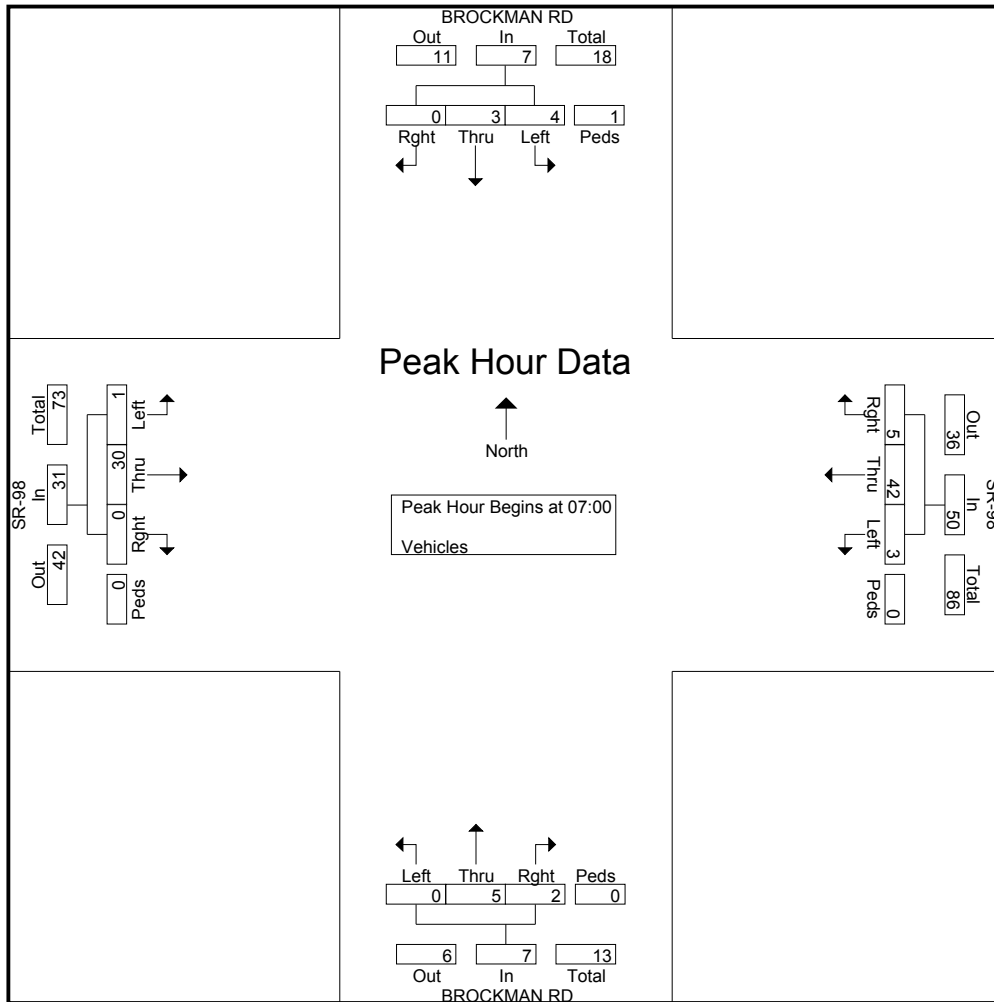 BROCKMAN RD
Out In Total
11 7 18
0 3 4 1
Rght Thru Left Peds
Peak Hour Data
North
Peak Hour Begins at 07:00
Vehicles
SR-98
Total In Out
73 31 42
1 30 0 0
Left Thru Rght Peds
Rght Thru Left Peds
5 42 3 0
Out In Total
36 50 86
SR-98
Left Thru Rght Peds
0 5 2 0
6 7 13
Out In Total
BROCKMAN RD